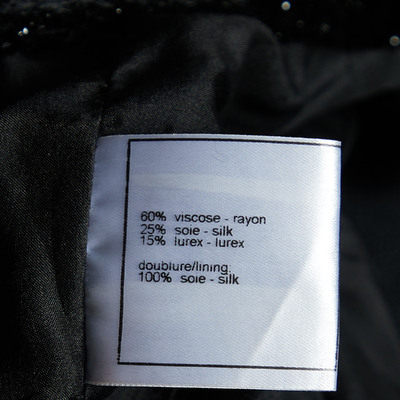 60% viscose - rayon
25% soie - silk
15% lurex - lurex
doublure/lining:
100% soie - silk